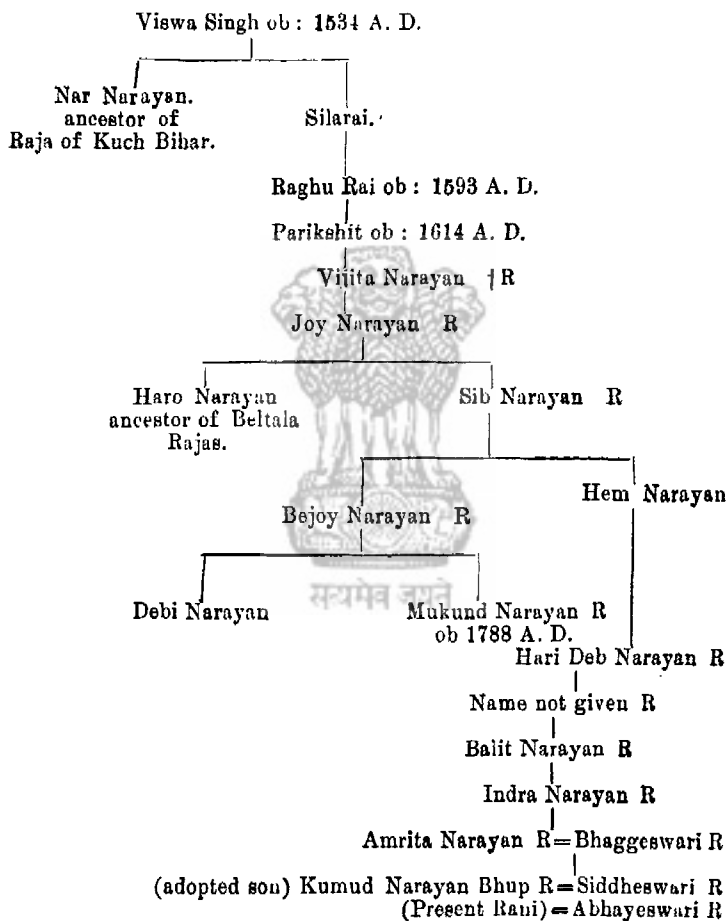 Viswa Singh ob : 1534 A. D.
Nar Narayan.
ancestor of
Raja of Kuch Bihar.
Silarai.
Raghu Rai ob : 1593 A. D.
Parikshit ob : 1614 A. D.
Vijita Narayan † R
Joy Narayan R
Haro Narayan
ancestor of Beltala
Rajas.
Sib Narayan R
Bejoy Narayan R
Hem Narayan
Debi Narayan
सत्यमेव जयते
Mukund Narayan R
ob 1788 A. D.
Hari Deb Narayan R
Name not given R
Balit Narayan R
Indra Narayan R
Amrita Narayan R=Bhaggeswari R
(adopted son) Kumud Narayan Bhup R=Siddheswari R
(Present Rani)=Abhayeswari R